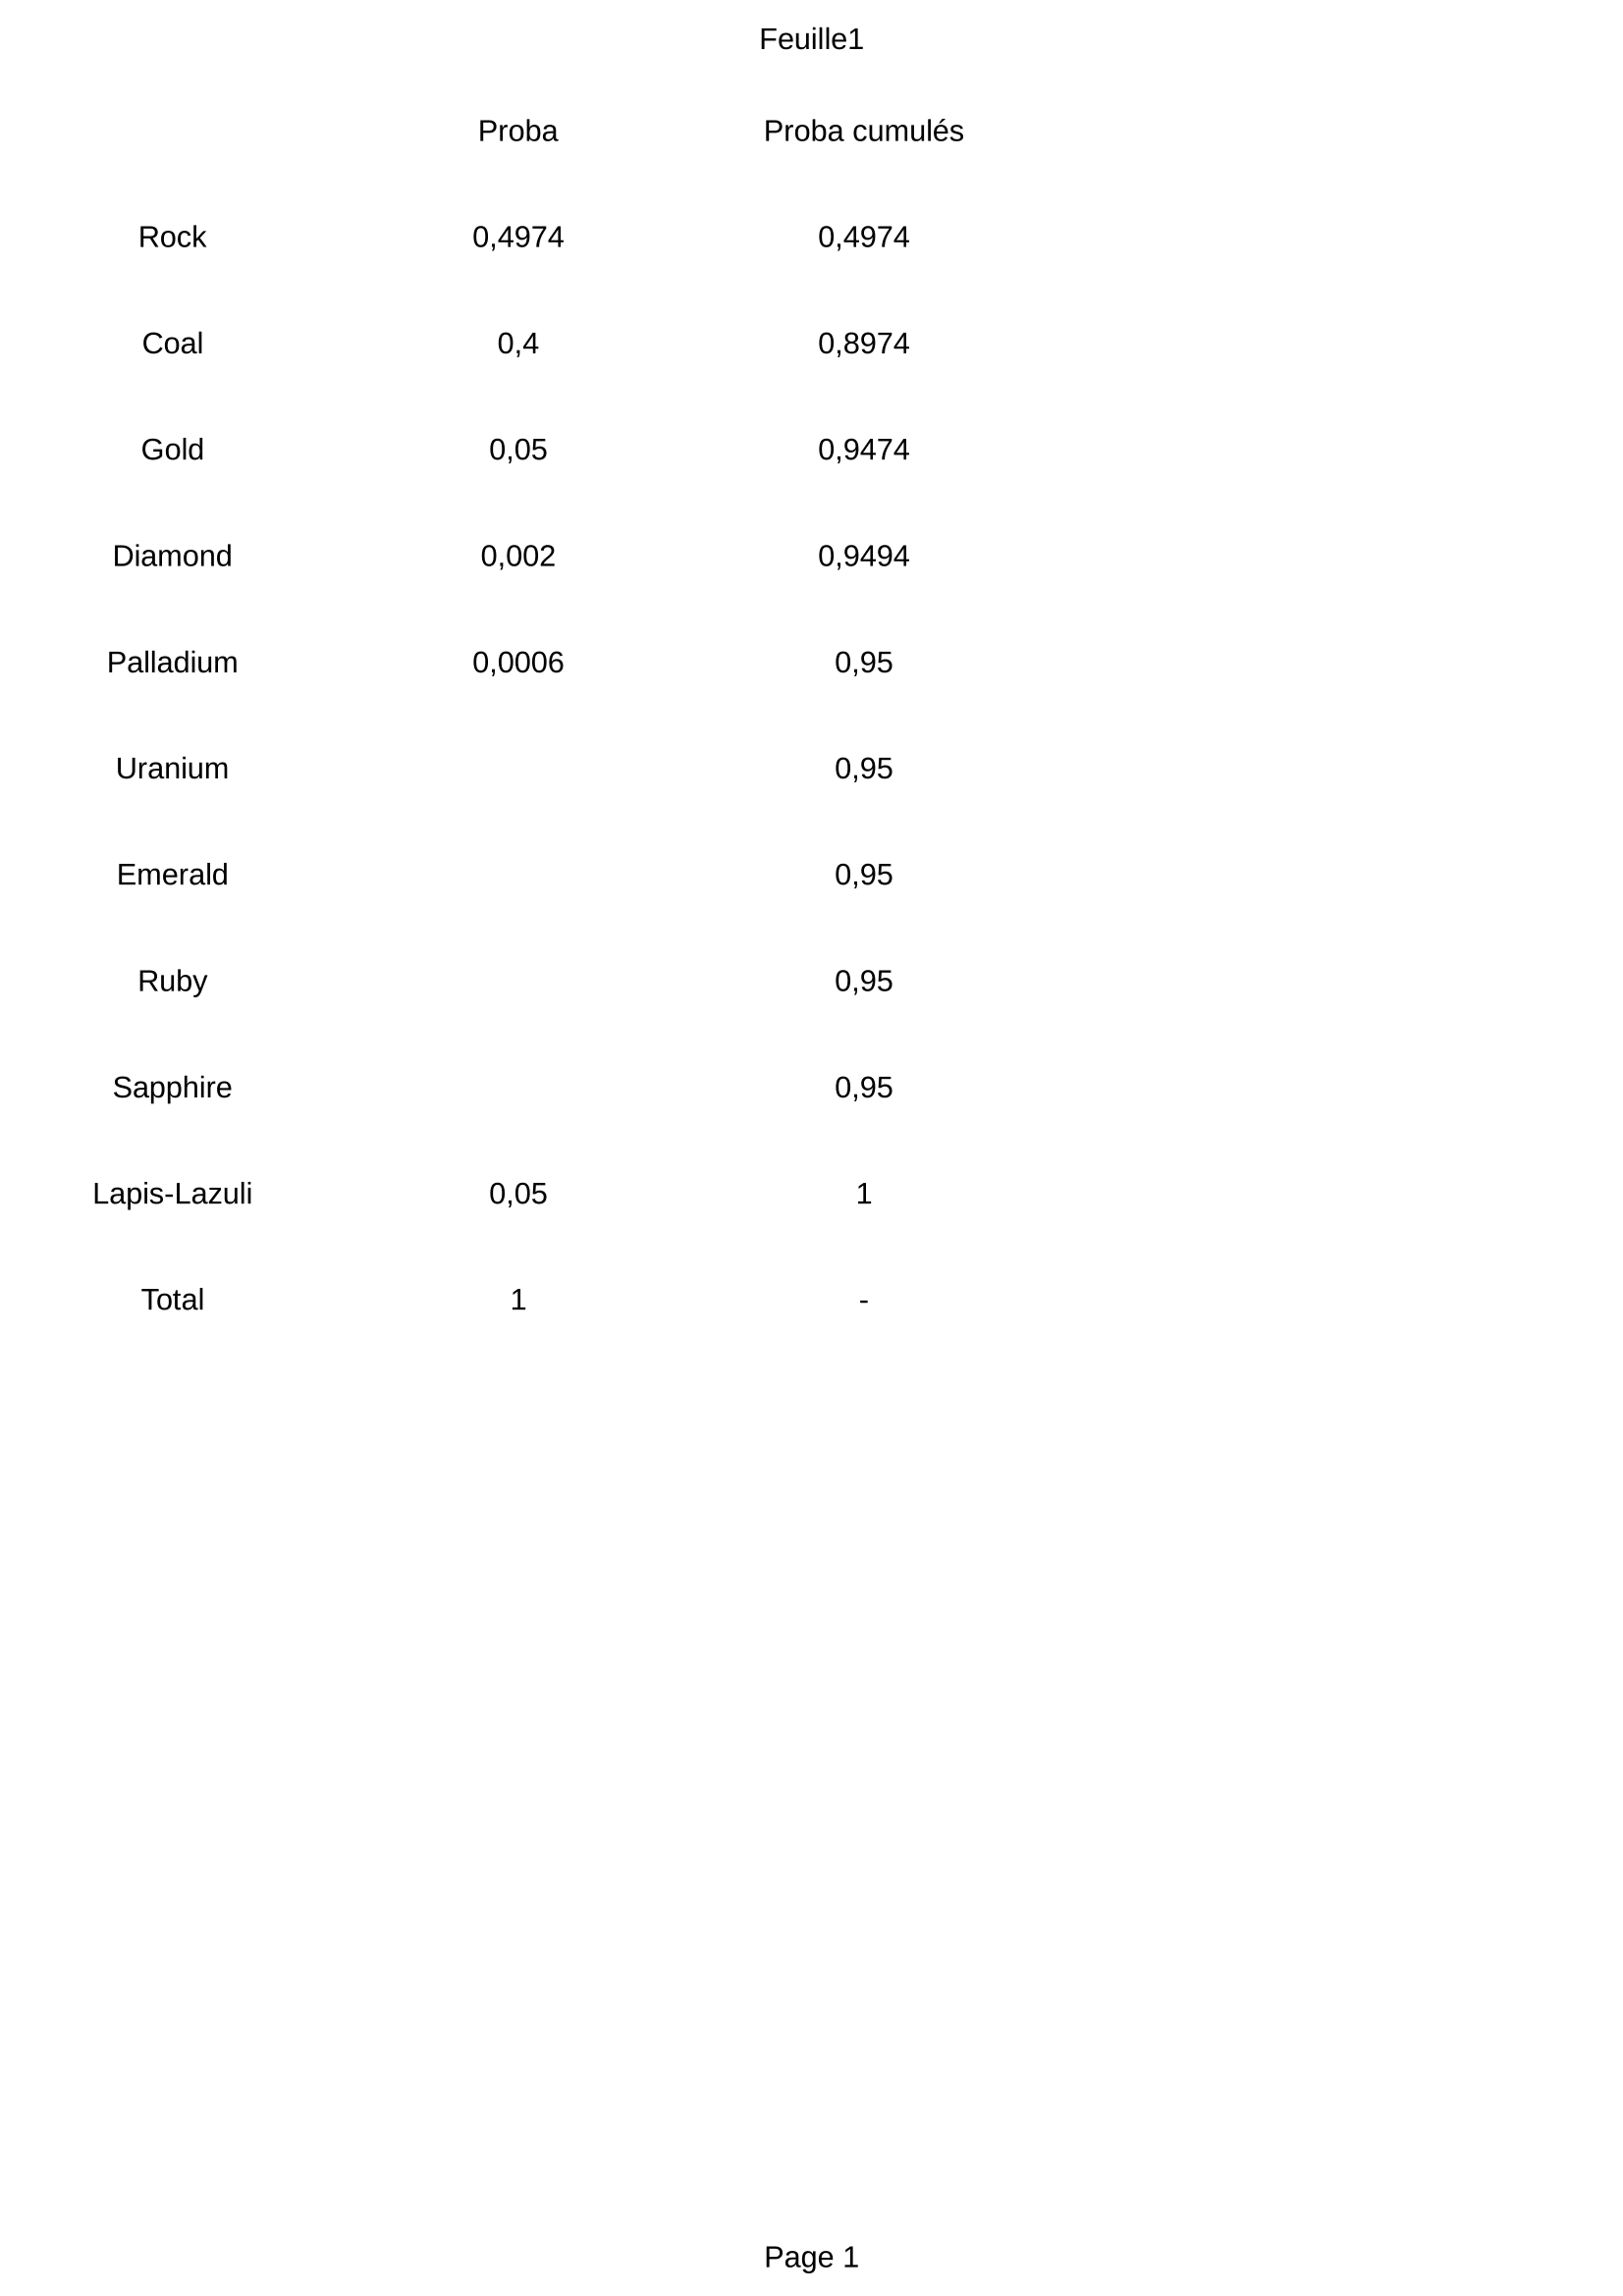 Feuille1
Proba Proba cumulés
Rock 0,4974 0,4974
Coal 0,4 0,8974
Gold 0,05 0,9474
Diamond 0,002 0,9494
Palladium 0,0006 0,95
Uranium 0,95
Emerald 0,95
Ruby 0,95
Sapphire 0,95
Lapis-Lazuli 0,05 1
Total 1 -
Page 1